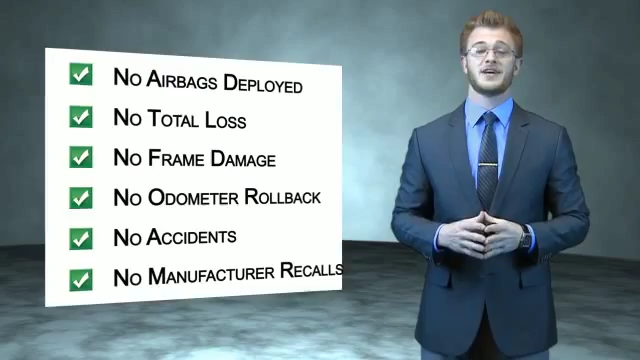 No Airbags Deployed
No Total Loss
No Frame Damage
No Odometer Rollback
No Accidents
No Manufacturer Recalls